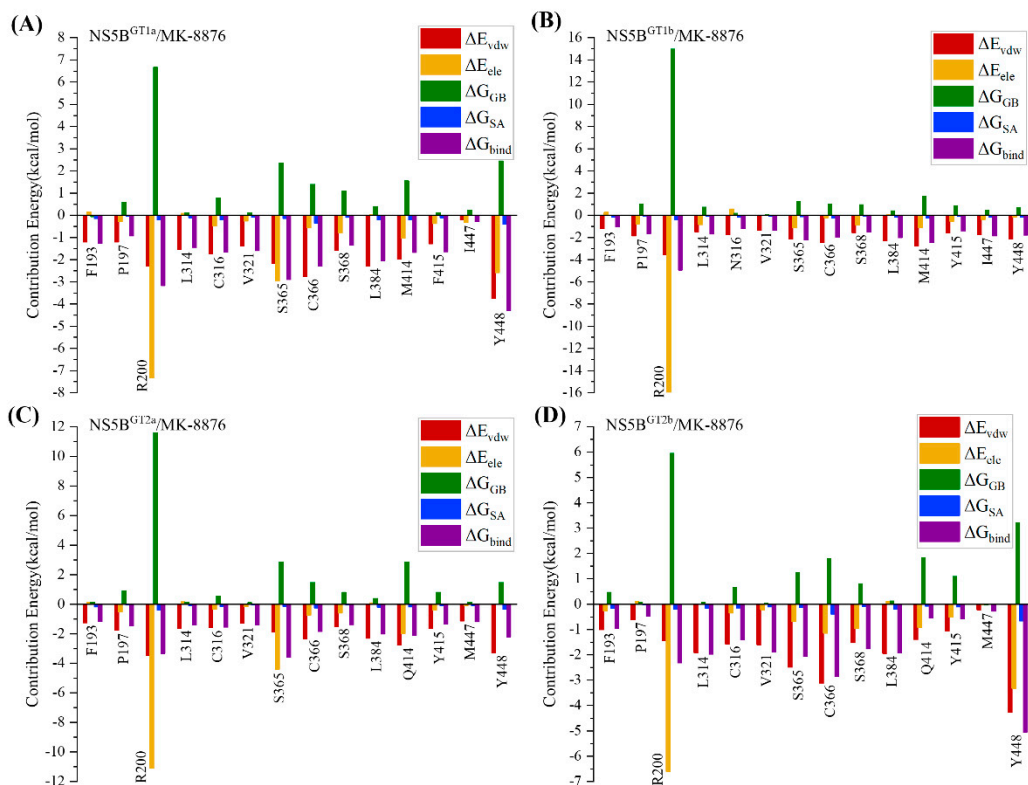 (A)
NS5B^GT1a/MK-8876
ΔE_vdw
ΔE_ele
ΔG_GB
ΔG_SA
ΔG_bind
Contribution Energy(kcal/mol)
8
7
6
5
4
3
2
1
0
-1
-2
-3
-4
-5
-6
-7
-8
F193
P197
R200
L314
C316
V321
S365
C366
S368
L384
M414
F415
I447
Y448
(B)
NS5B^GT1b/MK-8876
ΔE_vdw
ΔE_ele
ΔG_GB
ΔG_SA
ΔG_bind
Contribution Energy(kcal/mol)
16
14
12
10
8
6
4
2
0
-2
-4
-6
-8
-10
-12
-14
-16
F193
P197
R200
L314
N316
V321
S365
C366
S368
L384
M414
Y415
I447
Y448
(C)
NS5B^GT2a/MK-8876
ΔE_vdw
ΔE_ele
ΔG_GB
ΔG_SA
ΔG_bind
Contribution Energy(kcal/mol)
12
10
8
6
4
2
0
-2
-4
-6
-8
-10
-12
F193
P197
R200
L314
C316
V321
S365
C366
S368
L384
Q414
Y415
M447
Y448
(D)
NS5B^GT2b/MK-8876
ΔE_vdw
ΔE_ele
ΔG_GB
ΔG_SA
ΔG_bind
Contribution Energy(kcal/mol)
7
6
5
4
3
2
1
0
-1
-2
-3
-4
-5
-6
-7
F193
P197
R200
L314
C316
V321
S365
C366
S368
L384
Q414
Y415
M447
Y448